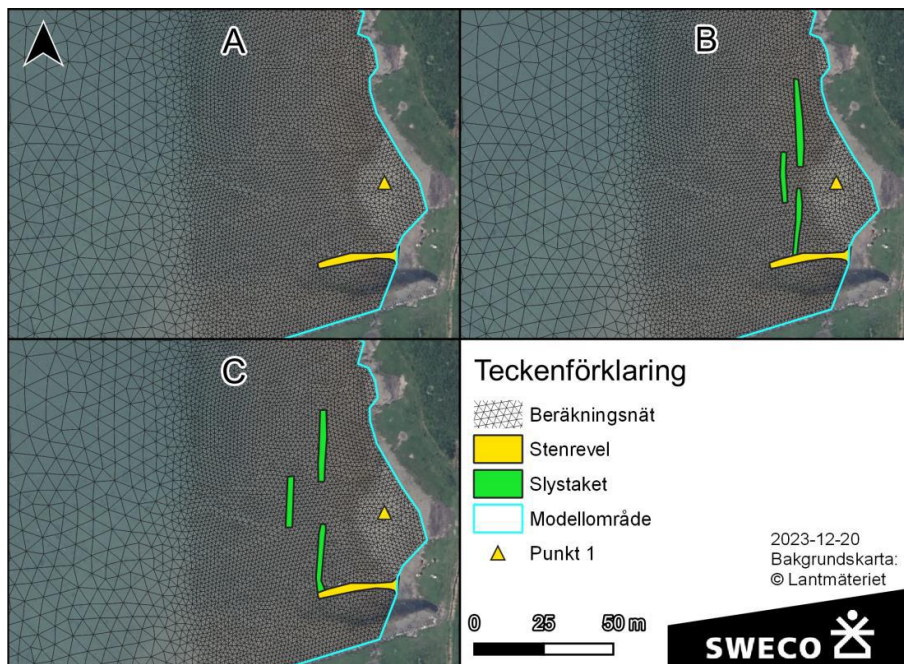 A
B
C
Teckenförklaring
Beräkningsnät
Stenrevel
Slystaket
Modellområde
Punkt 1
2023-12-20
Bakgrundskarta:
© Lantmäteriet
0 25 50 m
SWECO